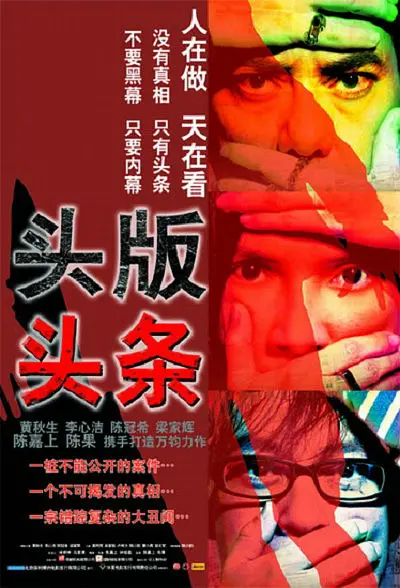 人在做 天在看
没有真相 只有头条
不要黑幕 只要内幕
头版
头条
黄秋生 李心洁 陈冠希 梁家辉
陈嘉上 陈果 携手打造万钧力作
一桩不能公开的案件…
一个不可揭发的真相…
一宗错踪复杂的大丑闻…